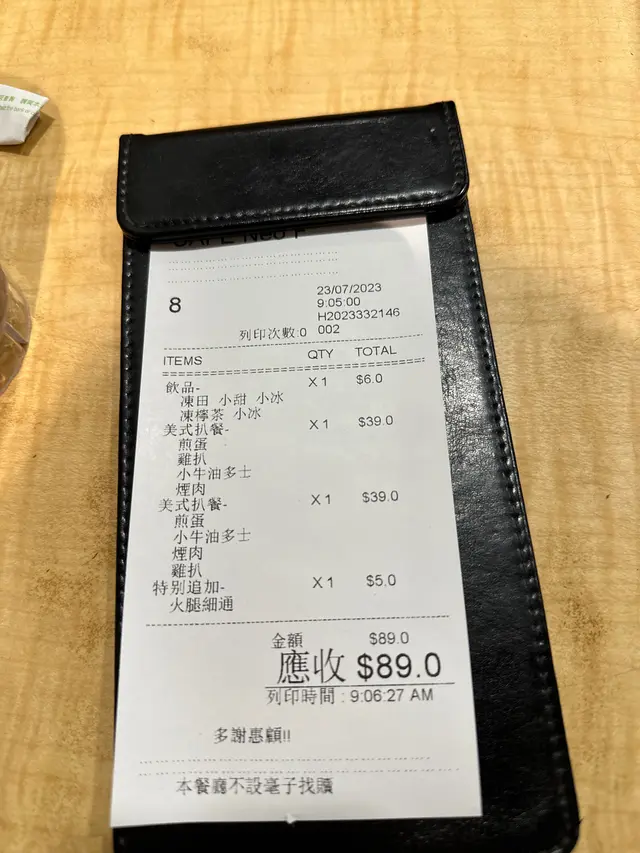 8
23/07/2023
9:05:00
H2023332146
列印次數:0 002
ITEMS QTY TOTAL
飲品- X 1 $6.0
凍田 小甜 小冰
凍檸茶 小冰
美式扒餐- X 1 $39.0
煎蛋
雞扒
小牛油多士
煙肉
美式扒餐- X 1 $39.0
煎蛋
小牛油多士
煙肉
雞扒
特別追加- X 1 $5.0
火腿細通
金額 $89.0
應收 $89.0
列印時間 : 9:06:27 AM
多謝惠顧!!
本餐廳不設毫子找贖